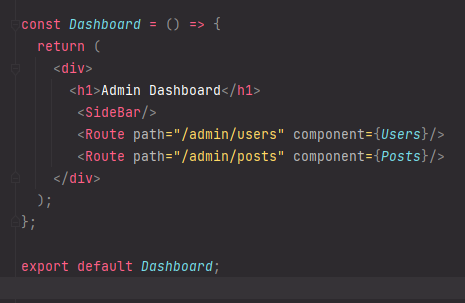 const Dashboard = () => {
  return (
    <div>
      <h1>Admin Dashboard</h1>
       <SideBar/>
       <Route path="/admin/users" component={Users}/>
       <Route path="/admin/posts" component={Posts}/>
    </div>
  );
};

export default Dashboard;